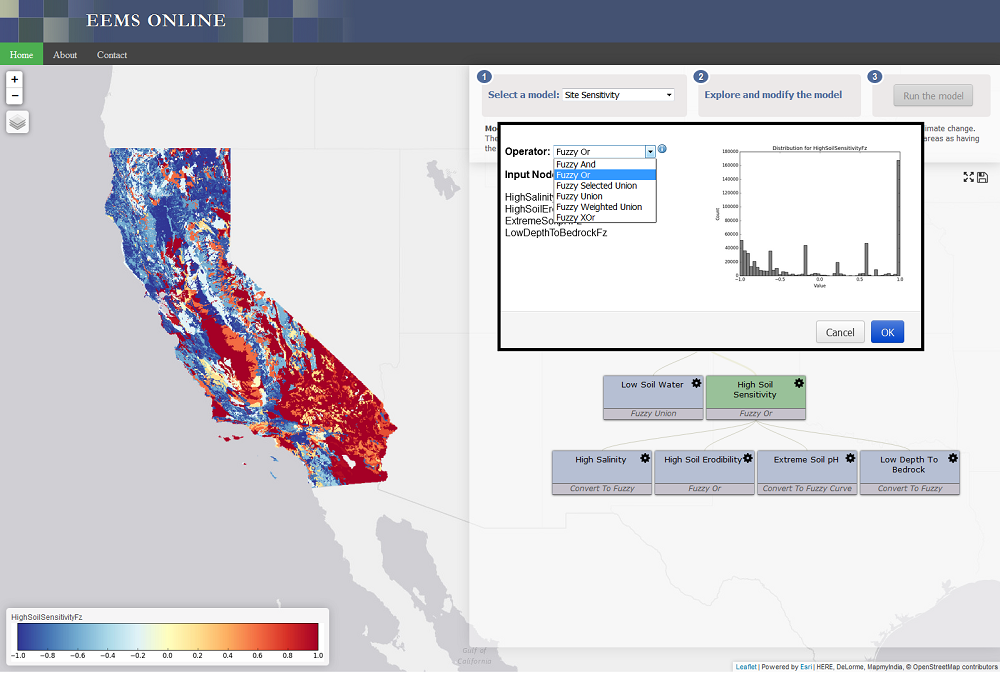 EEMS ONLINE
Home About Contact
+
−
1 2 3
Select a model: Site Sensitivity
Explore and modify the model
Run the model
Mo
imate change.
The
areas as having
the
Operator: Fuzzy Or
Fuzzy And
Fuzzy Or
Fuzzy Selected Union
Fuzzy Union
Fuzzy Weighted Union
Fuzzy XOr
Input Nod
HighSalinit
HighSoilEro
ExtremeSoil
LowDepthToBedrockFz
Distribution for HighSoilSensitivityFz
180000
160000
140000
120000
100000
80000
60000
40000
20000
0
Count
−1.0 −0.5 0.0 0.5 1.0
Value
Cancel OK
Low Soil Water
Fuzzy Union
High Soil
Sensitivity
Fuzzy Or
High Salinity
Convert To Fuzzy
High Soil Erodibility
Fuzzy Or
Extreme Soil pH
Convert To Fuzzy Curve
Low Depth To
Bedrock
Convert To Fuzzy
HighSoilSensitivityFz
−1.0 −0.8 −0.6 −0.4 −0.2 0.0 0.2 0.4 0.6 0.8 1.0
Gulf of
California
Leaflet | Powered by Esri | HERE, DeLorme, MapmyIndia, © OpenStreetMap contributors